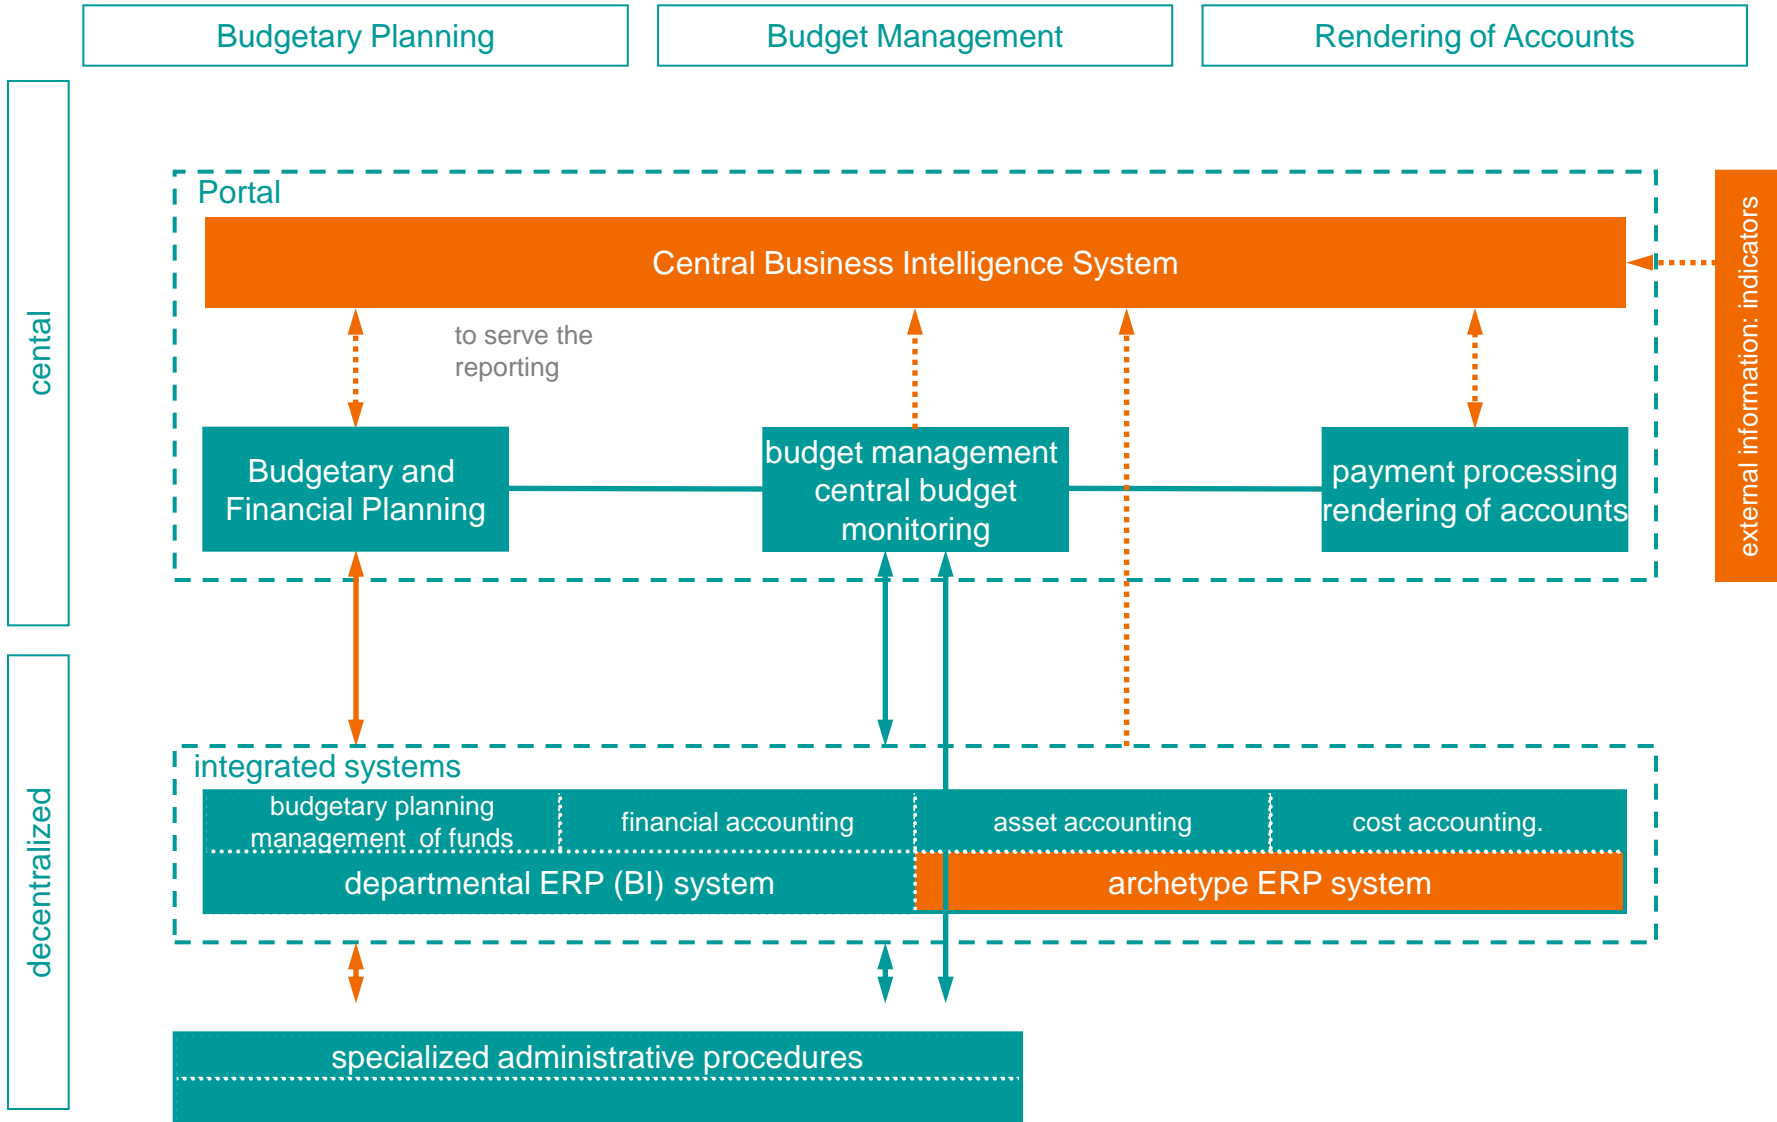 Budgetary Planning
Budget Management
Rendering of Accounts
cental
Portal
Central Business Intelligence System
external information: indicators
to serve the
reporting
Budgetary and
Financial Planning
budget management
central budget
monitoring
payment processing
rendering of accounts
decentralized
integrated systems
budgetary planning
management of funds
financial accounting
asset accounting
cost accounting.
departmental ERP (BI) system
archetype ERP system
specialized administrative procedures